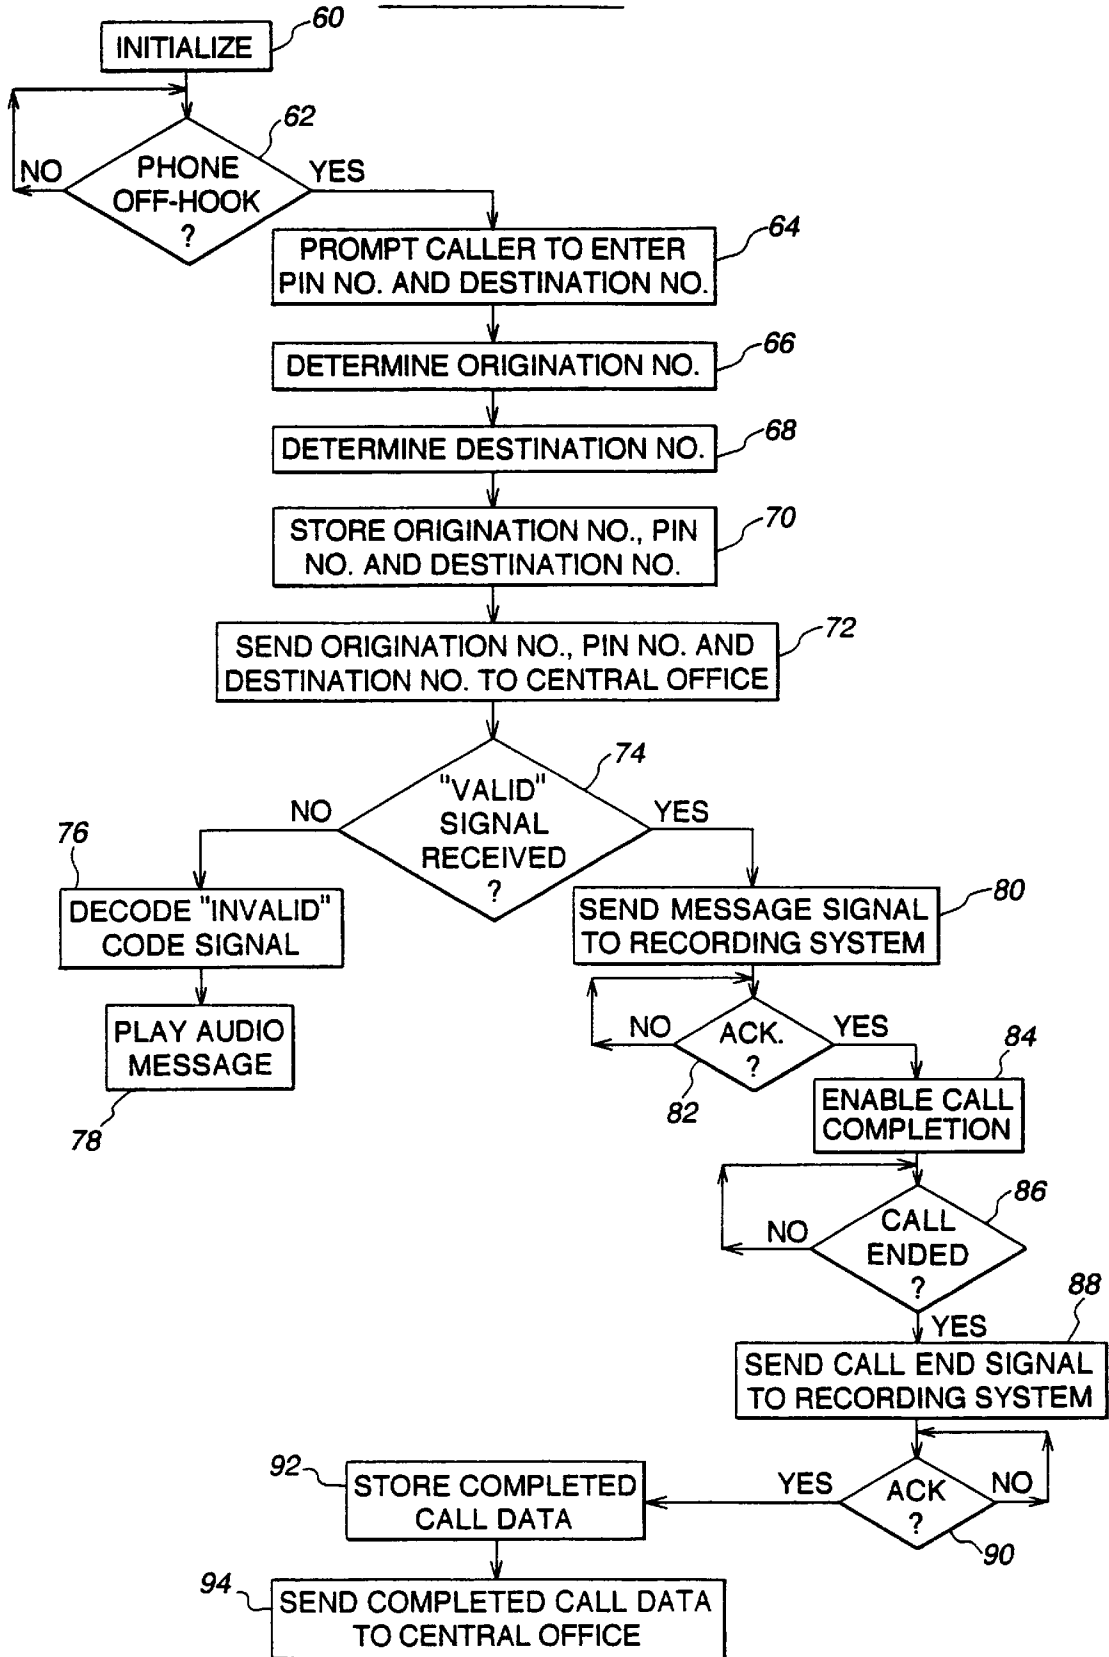 INITIALIZE
60
PHONE
OFF-HOOK
?
62
NO
YES
PROMPT CALLER TO ENTER
PIN NO. AND DESTINATION NO.
64
DETERMINE ORIGINATION NO.
66
DETERMINE DESTINATION NO.
68
STORE ORIGINATION NO., PIN
NO. AND DESTINATION NO.
70
SEND ORIGINATION NO., PIN NO. AND
DESTINATION NO. TO CENTRAL OFFICE
72
"VALID"
SIGNAL
RECEIVED
?
74
NO
YES
76
DECODE "INVALID"
CODE SIGNAL
PLAY AUDIO
MESSAGE
78
SEND MESSAGE SIGNAL
TO RECORDING SYSTEM
80
ACK.
?
NO
YES
82
84
ENABLE CALL
COMPLETION
CALL
ENDED
?
86
NO
YES
88
SEND CALL END SIGNAL
TO RECORDING SYSTEM
ACK
?
YES
NO
90
92
STORE COMPLETED
CALL DATA
94
SEND COMPLETED CALL DATA
TO CENTRAL OFFICE